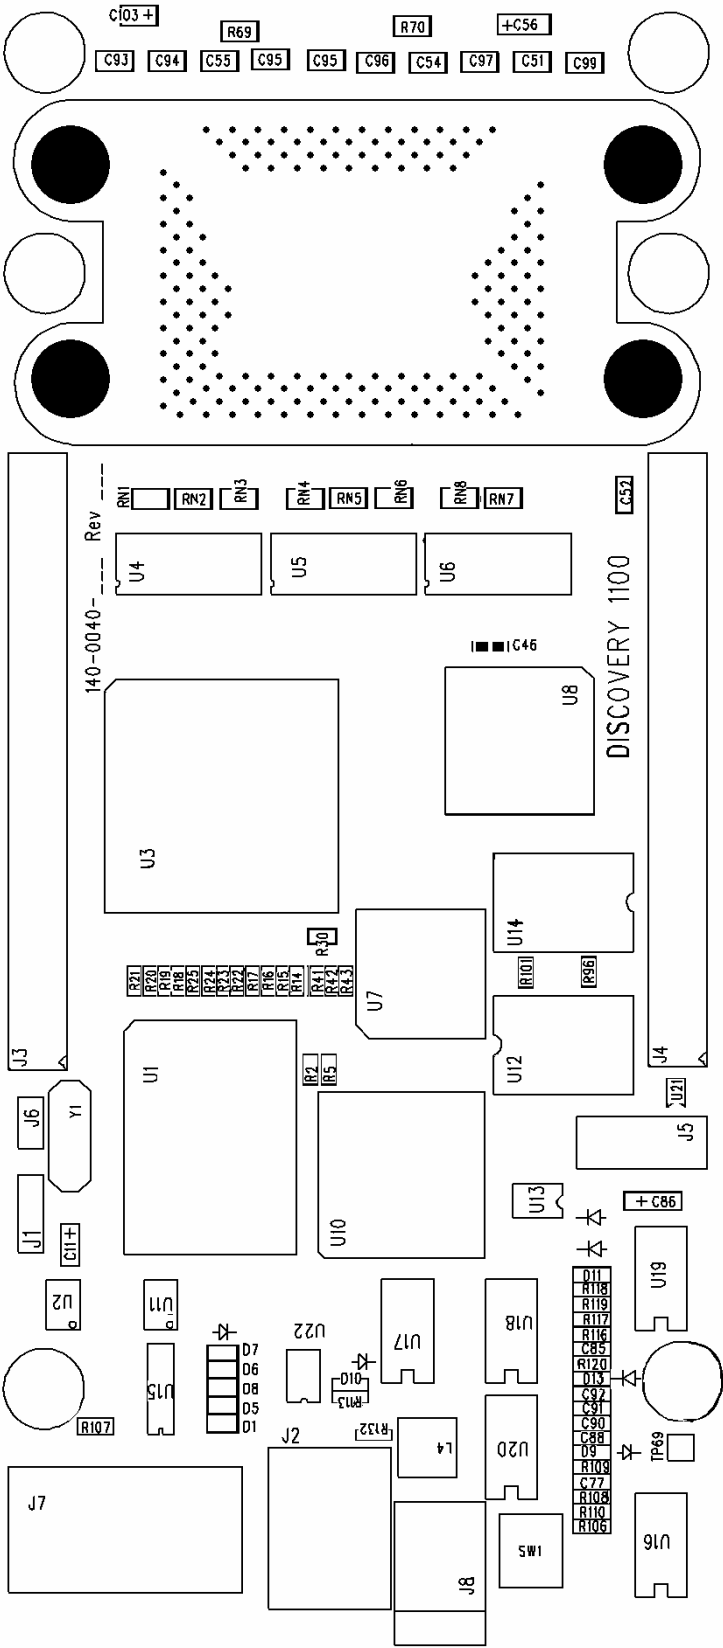 C103 +
R69
R70
+C56
C93
C94
C55
C95
C95
C96
C54
C97
C51
C99
RN1
RN2
RN3
RN4
RN5
RN6
RN8
RN7
C52
140-0040-___ Rev ___
U4
U5
U6
DISCOVERY 1100
C46
U8
U3
U14
R30
R101
R96
R21
R20
R19
R18
R25
R24
R23
R22
R17
R16
R15
R14
R41
R42
R43
U7
J3
J4
U12
U1
R2
R5
U21
J6
Y1
J5
U10
U13
+ C86
J1
C11+
D11
U19
U2
U11
R118
R119
R117
R116
C85
R120
D13
C92
C91
C90
C88
D9
R109
C77
R108
R110
R106
U22
U17
U18
D7
D6
D8
D5
D1
U15
D10
R113
R107
R132
J2
L4
U20
TP69
J7
SW1
U16
J8